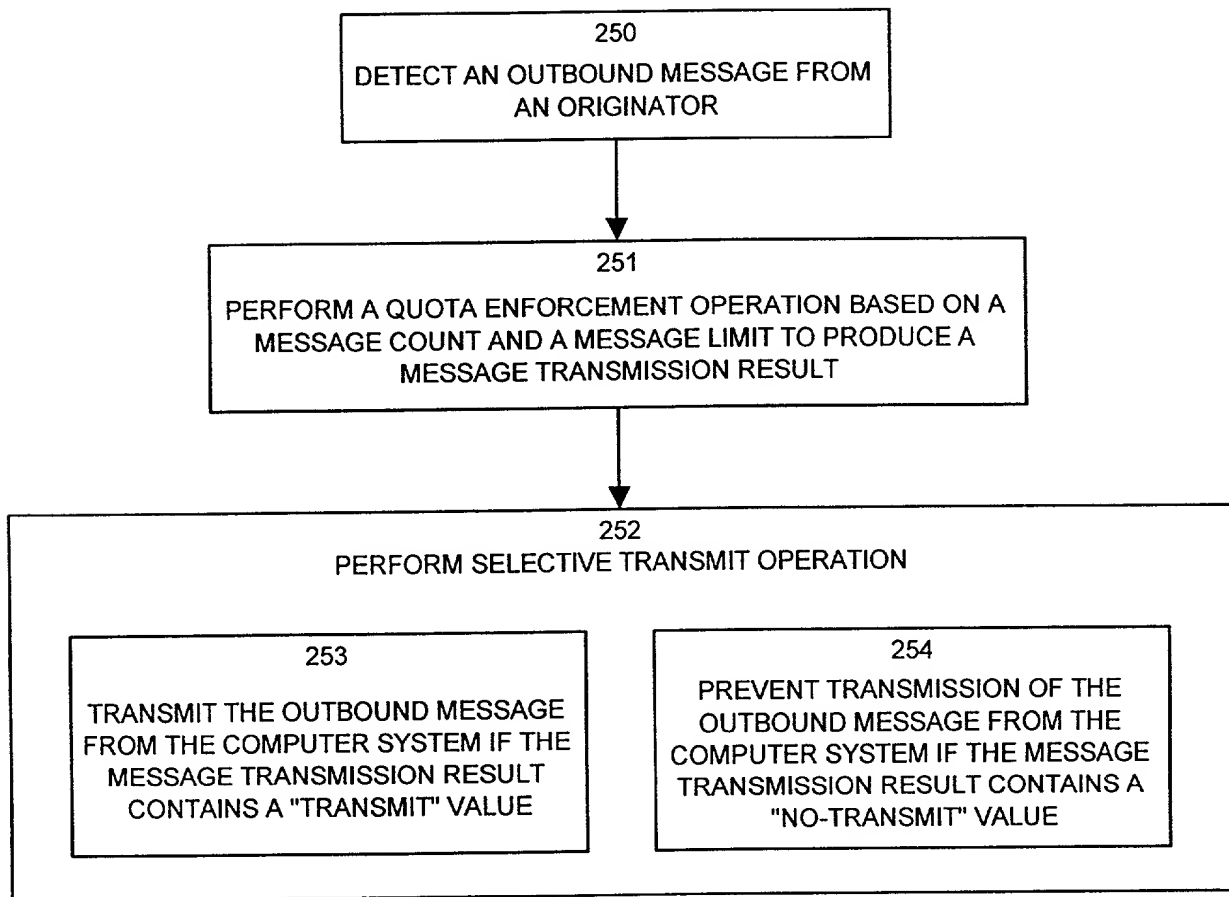 250
DETECT AN OUTBOUND MESSAGE FROM
AN ORIGINATOR
251
PERFORM A QUOTA ENFORCEMENT OPERATION BASED ON A
MESSAGE COUNT AND A MESSAGE LIMIT TO PRODUCE A
MESSAGE TRANSMISSION RESULT
252
PERFORM SELECTIVE TRANSMIT OPERATION
253
TRANSMIT THE OUTBOUND MESSAGE
FROM THE COMPUTER SYSTEM IF THE
MESSAGE TRANSMISSION RESULT
CONTAINS A "TRANSMIT" VALUE
254
PREVENT TRANSMISSION OF THE
OUTBOUND MESSAGE FROM THE
COMPUTER SYSTEM IF THE MESSAGE
TRANSMISSION RESULT CONTAINS A
"NO-TRANSMIT" VALUE